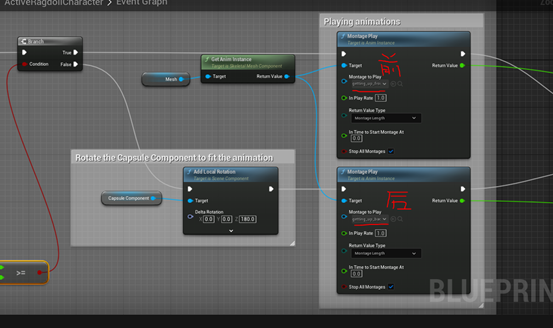 ActiveRagdollCharacter > Event Graph
Playing animations
Branch
True
Condition
False
Mesh
Get Anim Instance
Target is Skeletal Mesh Component
Target
Return Value
Montage Play
Target is Anim Instance
Target
Return Value
前
Montage to Play
In Play Rate 1.0
Return Value Type
Montage Length
In Time to Start Montage At
0.0
Stop All Montages
Rotate the Capsule Component to fit the animation
Capsule Component
Add Local Rotation
Target is Scene Component
Target
Delta Rotation
X 0.0 Y 0.0 Z 180.0
Montage Play
Target is Anim Instance
Target
Return Value
后
Montage to Play
In Play Rate 1.0
Return Value Type
Montage Length
In Time to Start Montage At
0.0
Stop All Montages
>=
BLUEPRIN